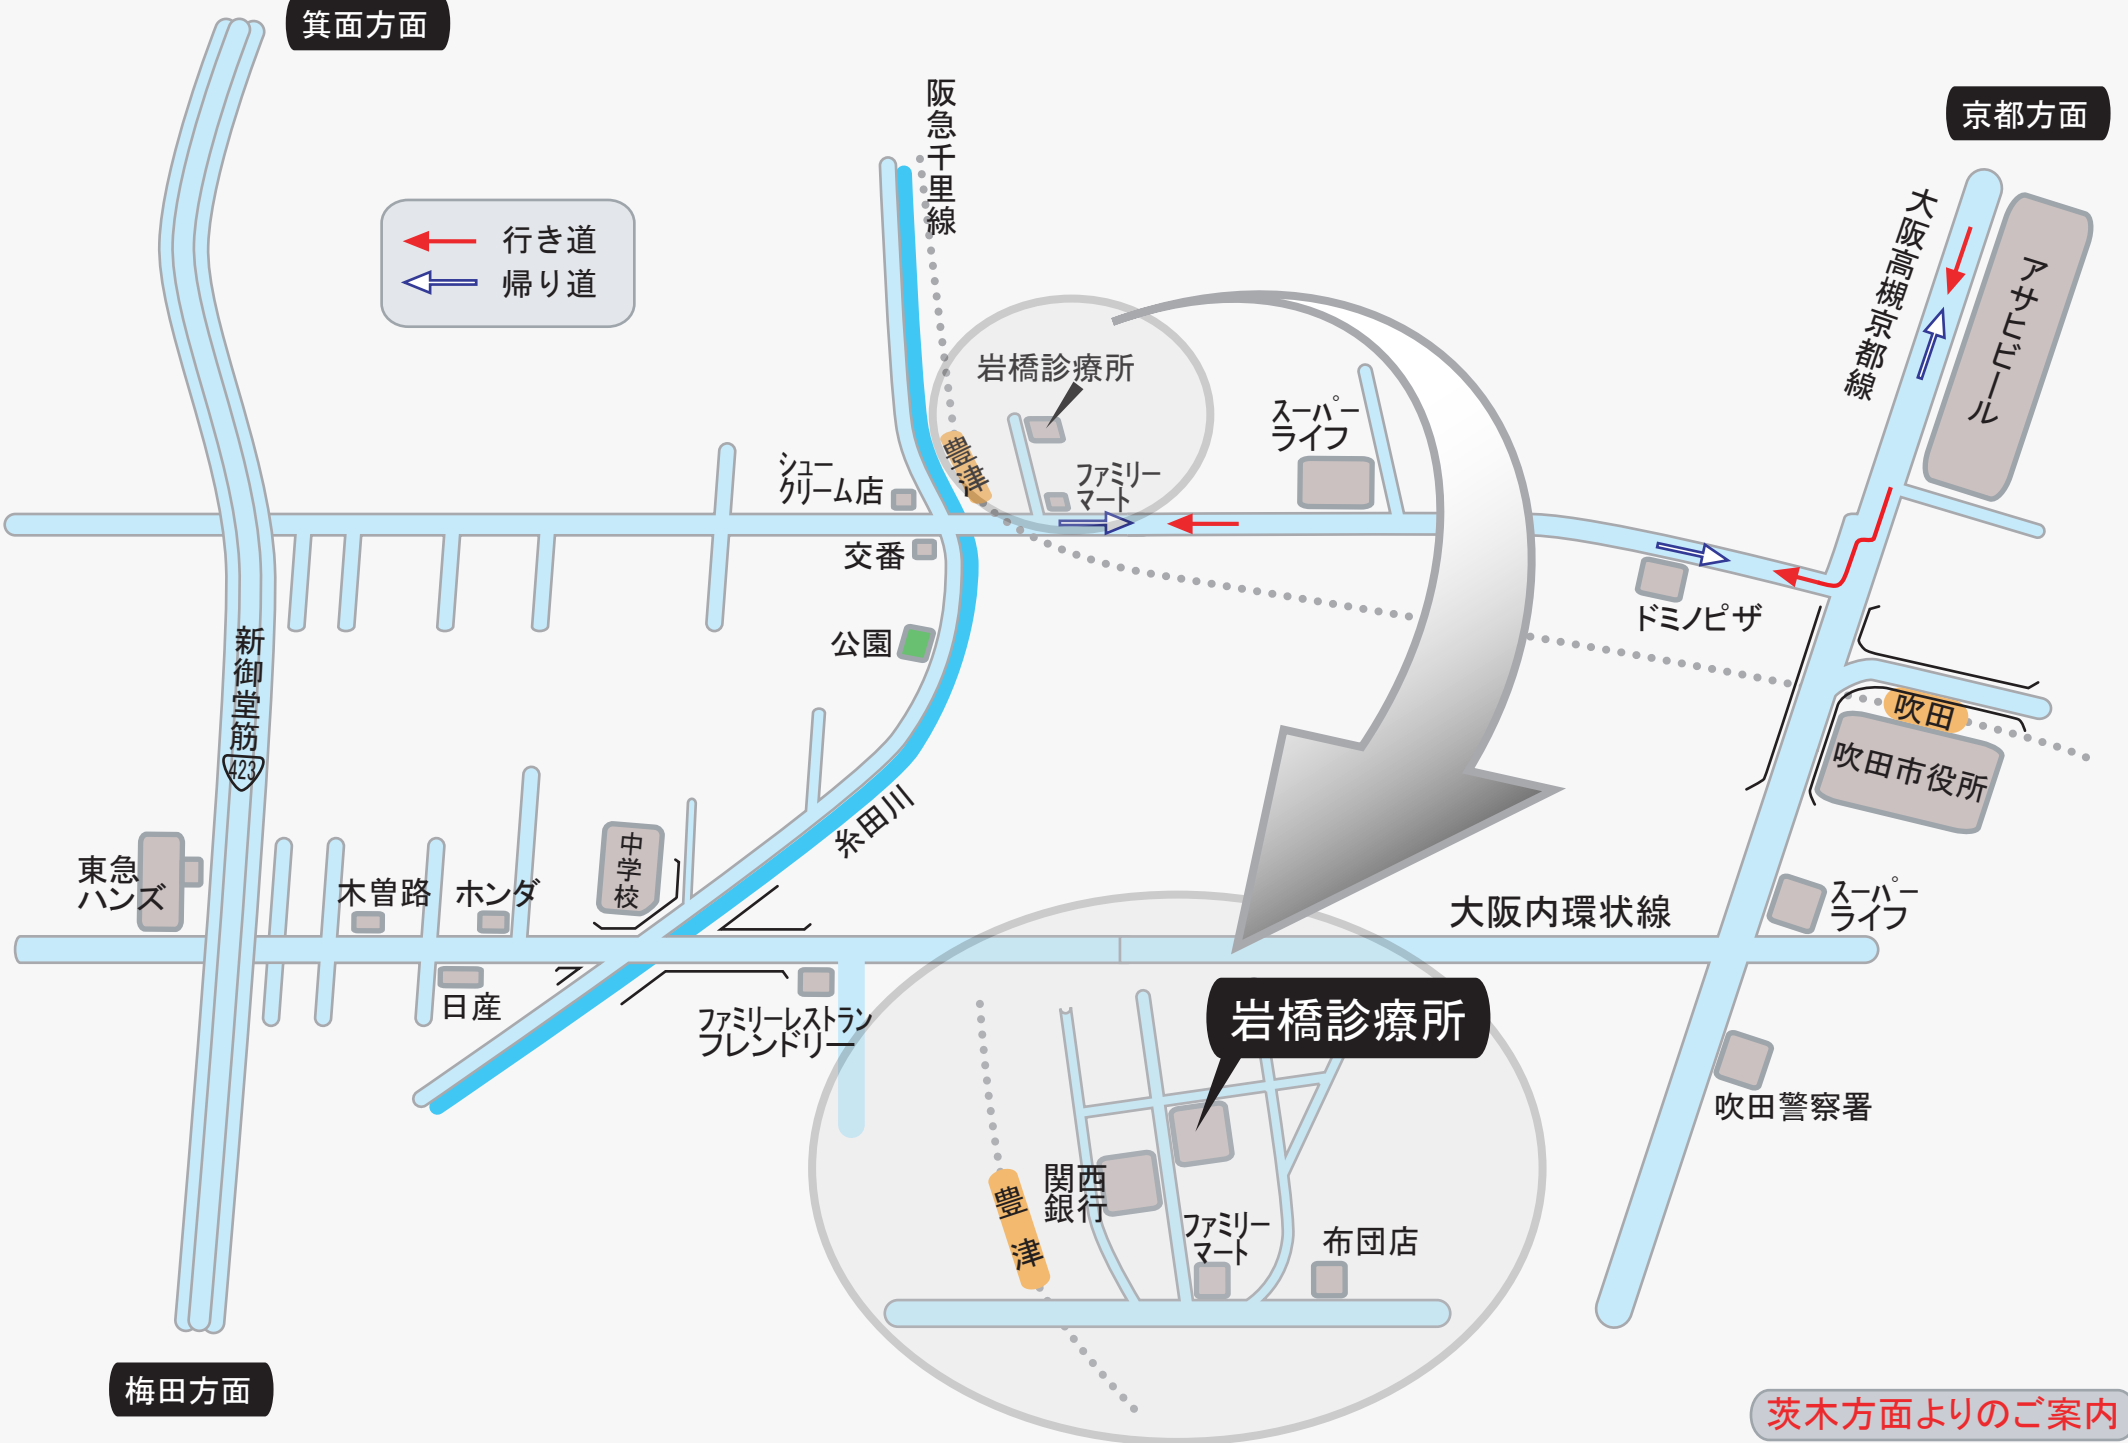 箕面方面
京都方面
阪急千里線
大阪高槻京都線
アサヒビール
行き道
帰り道
岩橋診療所
豊津
ファミリー
マート
スーパー
ライフ
シュー
クリーム店
交番
公園
ドミノピザ
吹田
吹田市役所
新御堂筋
423
糸田川
東急
ハンズ
木曽路
ホンダ
中学校
日産
ファミリーレストラン
フレンドリー
大阪内環状線
スーパー
ライフ
吹田警察署
岩橋診療所
豊津
関西
銀行
ファミリー
マート
布団店
梅田方面
茨木方面よりのご案内